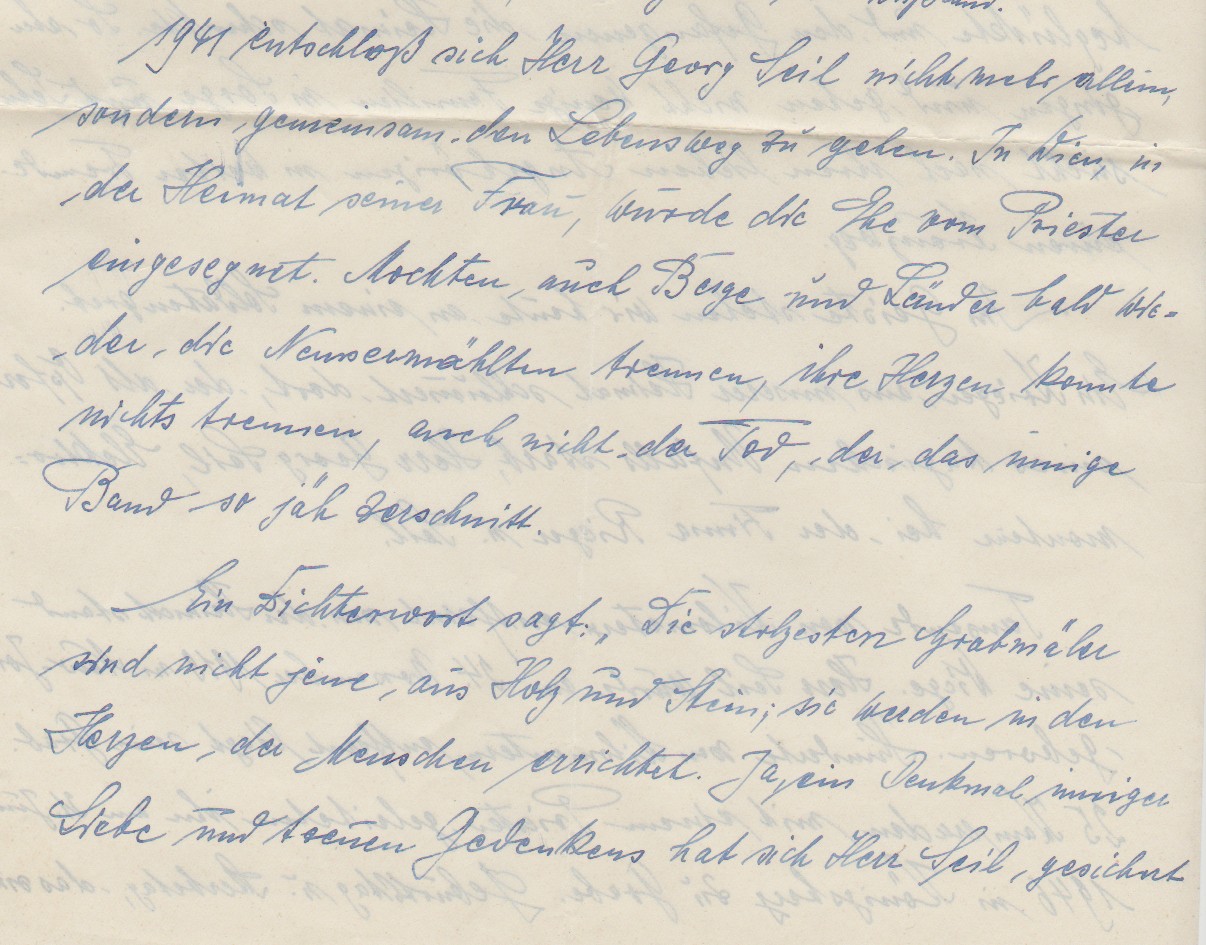 1941 entschloß sich Herr Georg Seil nicht mehr allein,
sondern gemeinsam den Lebensweg zu gehen. In Wien, in
der Heimat seiner Frau, wurde die Ehe vom Priester
eingesegnet. Mochten auch Berge und Länder bald wie=
der die Neuvermählten trennen, ihre Herzen konnte
nichts trennen, auch nicht der Tod, der das innige
Band so jäh zerschnitt.
Ein Dichterwort sagt: „Die stolzesten Grabmäler
sind nicht jene aus Holz und Stein; sie werden in den
Herzen der Menschen errichtet. Ja, ein Denkmal inniger
Liebe und treuen Gedenkens hat sich Herr Seil gesichert